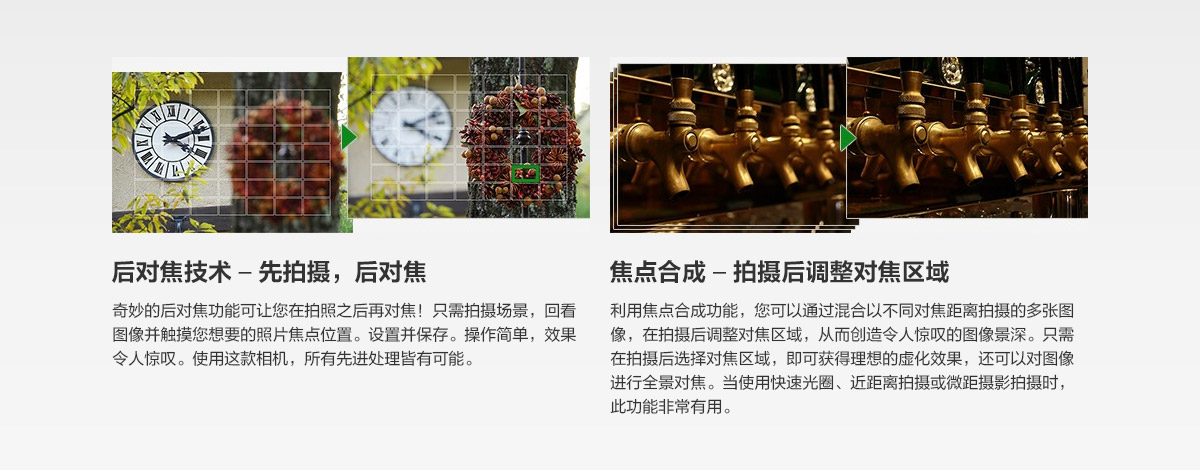 后对焦技术 – 先拍摄，后对焦
奇妙的后对焦功能可让您在拍照之后再对焦！只需拍摄场景，回看
图像并触摸您想要的照片焦点位置。设置并保存。操作简单，效果
令人惊叹。使用这款相机，所有先进处理皆有可能。
焦点合成 – 拍摄后调整对焦区域
利用焦点合成功能，您可以通过混合以不同对焦距离拍摄的多张图
像，在拍摄后调整对焦区域，从而创造令人惊叹的图像景深。只需
在拍摄后选择对焦区域，即可获得理想的虚化效果，还可以对图像
进行全景对焦。当使用快速光圈、近距离拍摄或微距摄影拍摄时，
此功能非常有用。